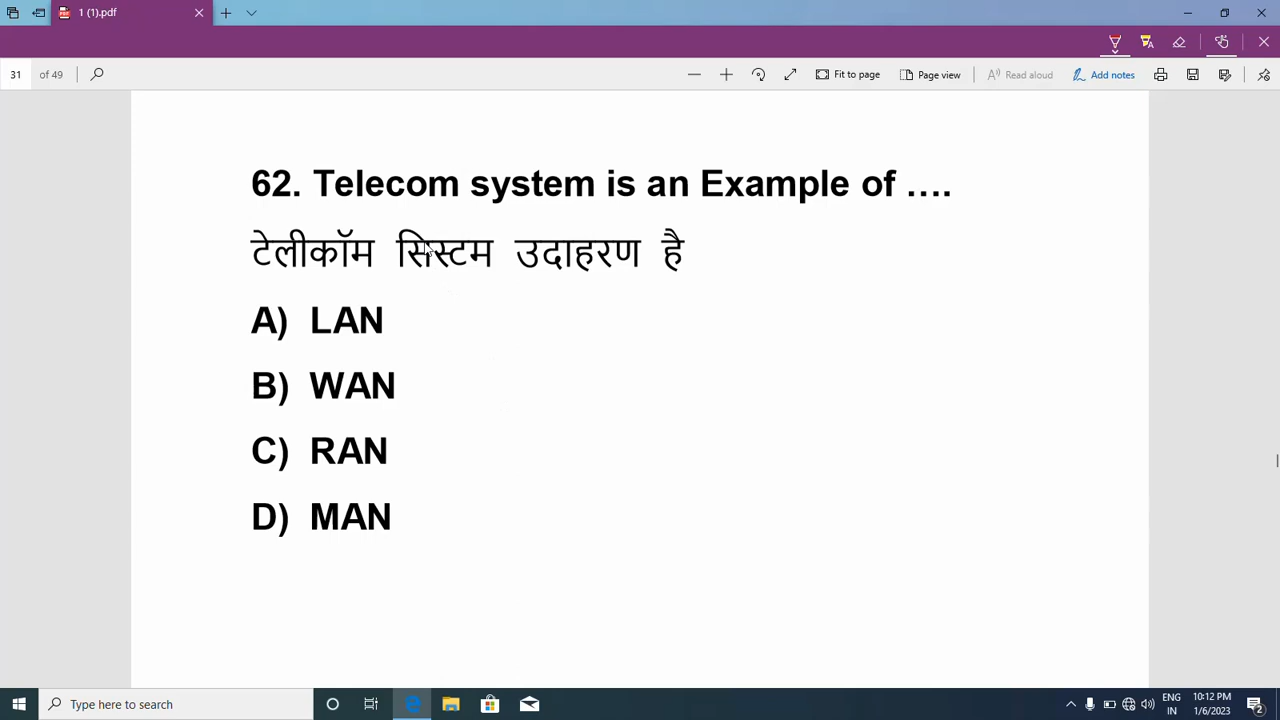 1 (1).pdf
31 of 49 Fit to page Page view Read aloud Add notes
62. Telecom system is an Example of ....
टेलीकॉम सिस्टम उदाहरण है
A) LAN
B) WAN
C) RAN
D) MAN
Type here to search
ENG 10:12 PM
IN 1/6/2023 2